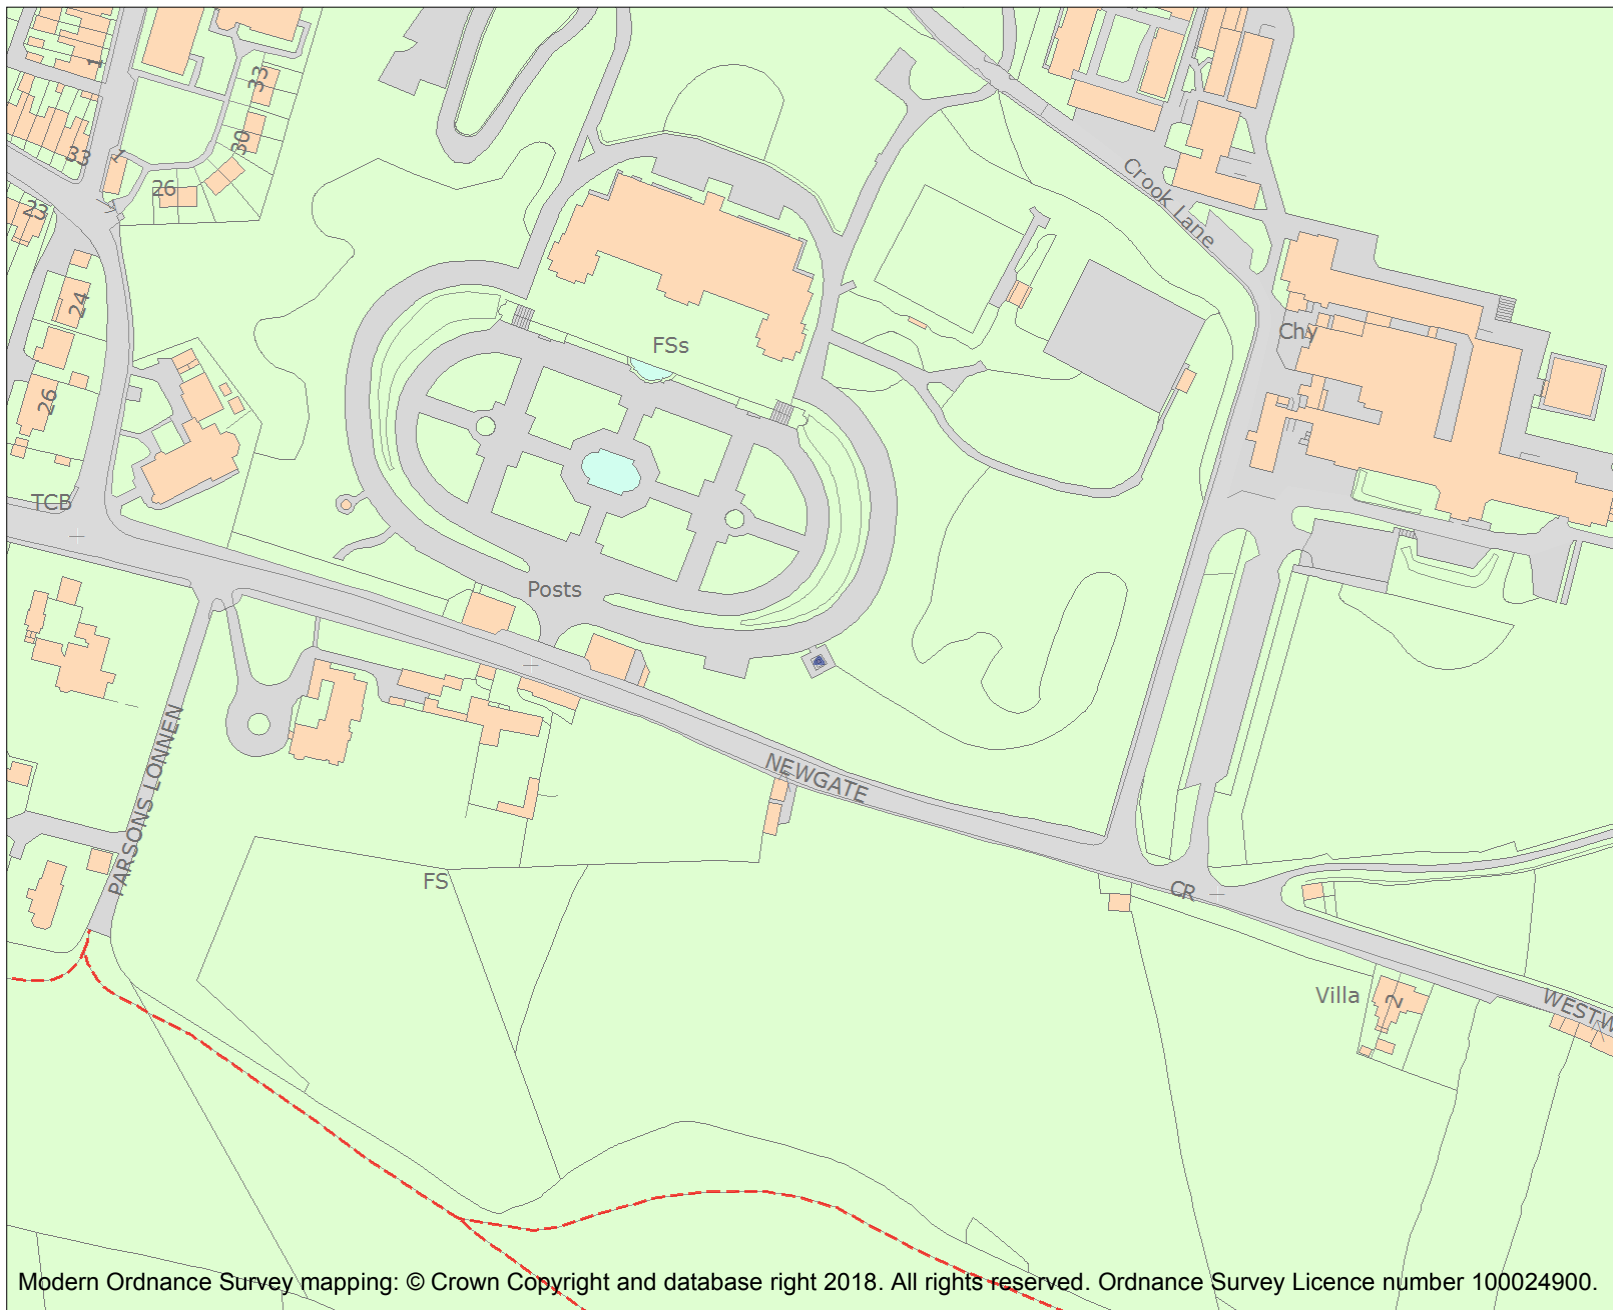 1
33
30
33
1
26
23
24
26
Crook Lane
Chy
FSs
TCB
Posts
PARSONS LONNEN
NEWGATE
FS
CR
Villa
2
WESTW
Modern Ordnance Survey mapping: © Crown Copyright and database right 2018. All rights reserved. Ordnance Survey Licence number 100024900.